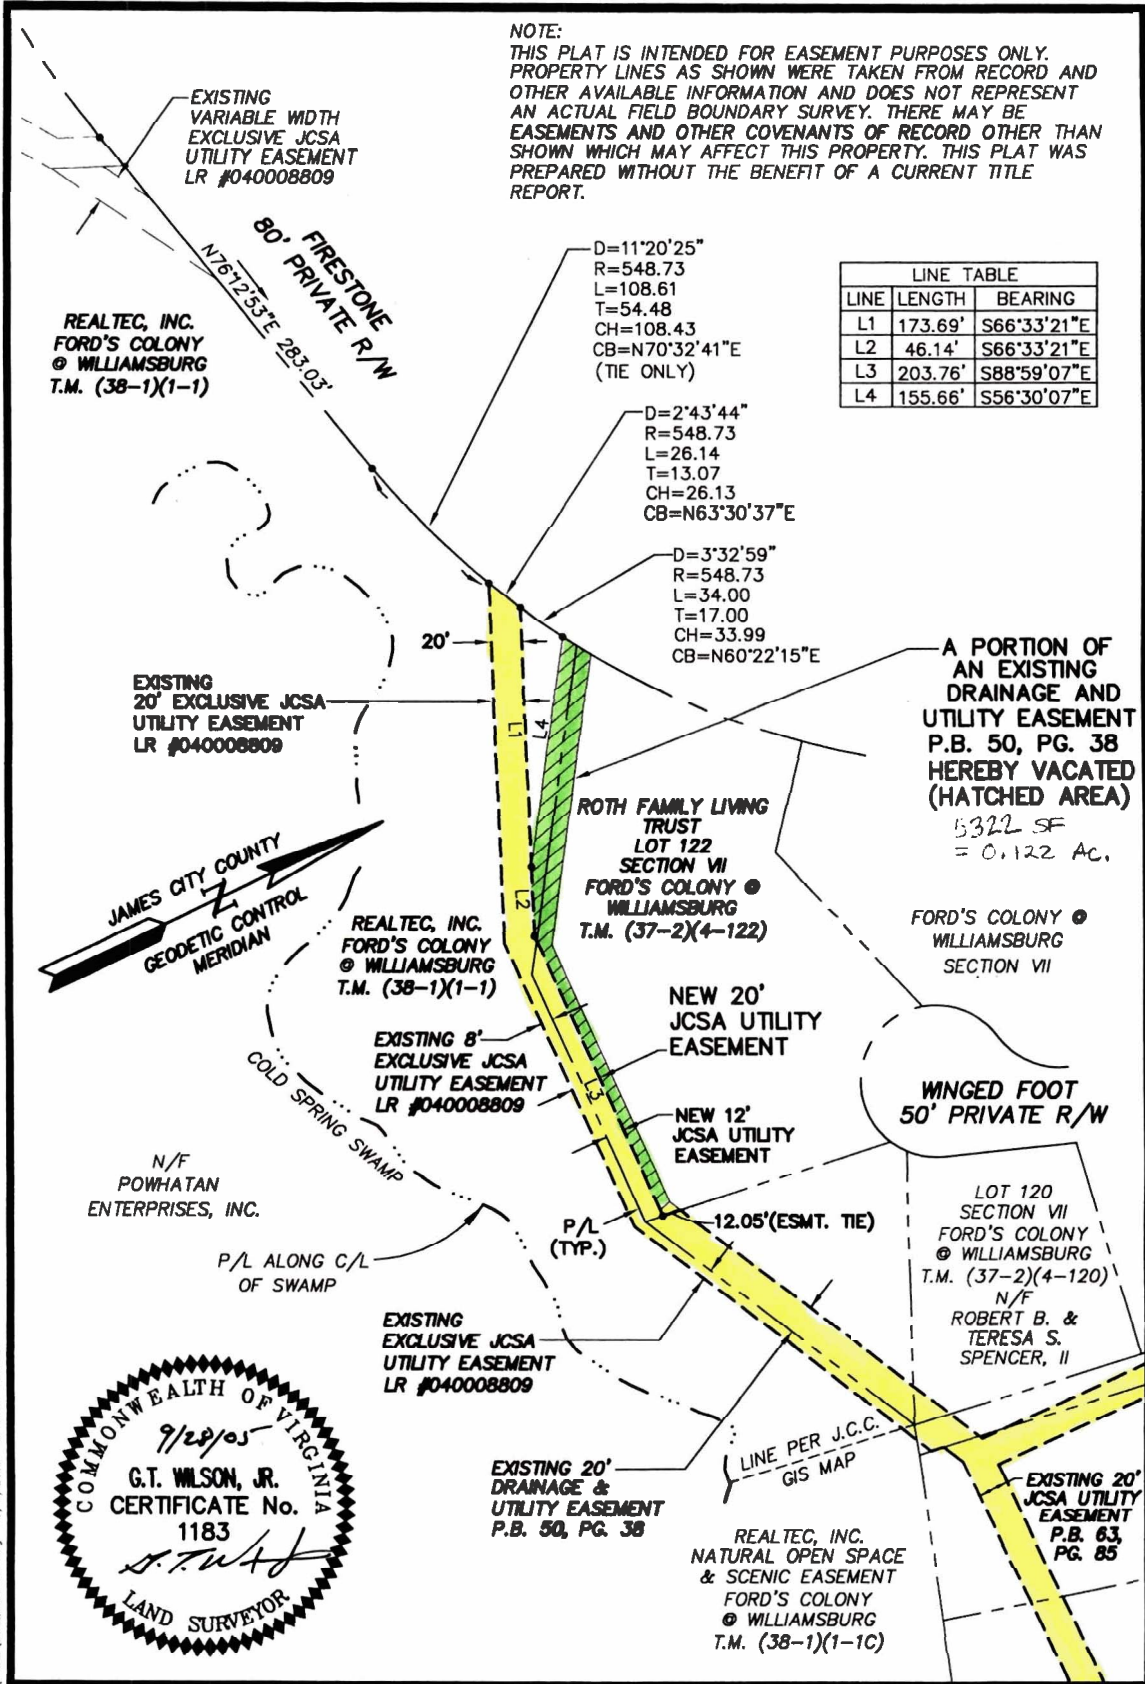 NOTE:
THIS PLAT IS INTENDED FOR EASEMENT PURPOSES ONLY.
PROPERTY LINES AS SHOWN WERE TAKEN FROM RECORD AND
OTHER AVAILABLE INFORMATION AND DOES NOT REPRESENT
AN ACTUAL FIELD BOUNDARY SURVEY. THERE MAY BE
EASEMENTS AND OTHER COVENANTS OF RECORD OTHER THAN
SHOWN WHICH MAY AFFECT THIS PROPERTY. THIS PLAT WAS
PREPARED WITHOUT THE BENEFIT OF A CURRENT TITLE
REPORT.
EXISTING
VARIABLE WIDTH
EXCLUSIVE JCSA
UTILITY EASEMENT
LR #040008809
FIRESTONE
80' PRIVATE R/W
N76°12'53"E 283.03'
REALTEC, INC.
FORD'S COLONY
@ WILLIAMSBURG
T.M. (38-1)(1-1)
D=11°20'25"
R=548.73
L=108.61
T=54.48
CH=108.43
CB=N70°32'41"E
(TIE ONLY)
LINE TABLE
LINE LENGTH BEARING
L1 173.69' S66°33'21"E
L2 46.14' S66°33'21"E
L3 203.76' S88°59'07"E
L4 155.66' S56°30'07"E
D=2°43'44"
R=548.73
L=26.14
T=13.07
CH=26.13
CB=N63°30'37"E
D=3°32'59"
R=548.73
L=34.00
T=17.00
CH=33.99
CB=N60°22'15"E
20'
EXISTING
20' EXCLUSIVE JCSA
UTILITY EASEMENT
LR #040008809
L1
L4
L2
L3
A PORTION OF
AN EXISTING
DRAINAGE AND
UTILITY EASEMENT
P.B. 50, PG. 38
HEREBY VACATED
(HATCHED AREA)
5322 SF
= 0.122 Ac.
ROTH FAMILY LIVING
TRUST
LOT 122
SECTION VII
FORD'S COLONY @
WILLIAMSBURG
T.M. (37-2)(4-122)
JAMES CITY COUNTY
GEODETIC CONTROL
MERIDIAN
REALTEC, INC.
FORD'S COLONY
@ WILLIAMSBURG
T.M. (38-1)(1-1)
FORD'S COLONY @
WILLIAMSBURG
SECTION VII
NEW 20'
JCSA UTILITY
EASEMENT
EXISTING 8'
EXCLUSIVE JCSA
UTILITY EASEMENT
LR #040008809
COLD SPRING SWAMP
WINGED FOOT
50' PRIVATE R/W
NEW 12'
JCSA UTILITY
EASEMENT
N/F
POWHATAN
ENTERPRISES, INC.
P/L
(TYP.)
12.05'(ESMT. TIE)
LOT 120
SECTION VII
FORD'S COLONY
@ WILLIAMSBURG
T.M. (37-2)(4-120)
N/F
ROBERT B. &
TERESA S.
SPENCER, II
P/L ALONG C/L
OF SWAMP
EXISTING
EXCLUSIVE JCSA
UTILITY EASEMENT
LR #040008809
COMMONWEALTH OF VIRGINIA
9/28/05
G.T. WILSON, JR.
CERTIFICATE No.
1183
LAND SURVEYOR
LINE PER J.C.C.
GIS MAP
EXISTING 20'
DRAINAGE &
UTILITY EASEMENT
P.B. 50, PG. 38
EXISTING 20'
JCSA UTILITY
EASEMENT
P.B. 63,
PG. 85
REALTEC, INC.
NATURAL OPEN SPACE
& SCENIC EASEMENT
FORD'S COLONY
@ WILLIAMSBURG
T.M. (38-1)(1-1C)